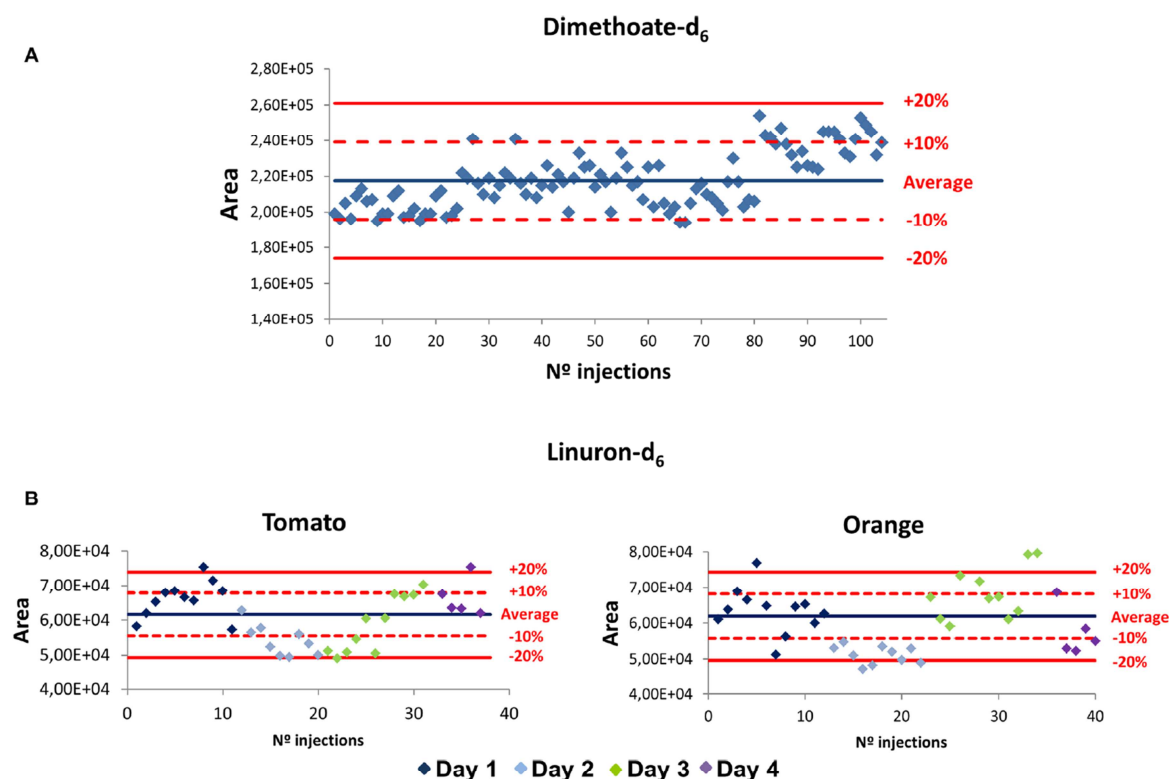 Dimethoate-d6
A
2,80E+05
2,60E+05
2,40E+05
2,20E+05
2,00E+05
1,80E+05
1,60E+05
1,40E+05
Area
+20%
+10%
Average
-10%
-20%
0 10 20 30 40 50 60 70 80 90 100
Nº injections
Linuron-d6
B
Tomato
8,00E+04
7,00E+04
6,00E+04
5,00E+04
4,00E+04
Area
+20%
+10%
Average
-10%
-20%
0 10 20 30 40
Nº injections
Orange
8,00E+04
7,00E+04
6,00E+04
5,00E+04
4,00E+04
Area
+20%
+10%
Average
-10%
-20%
0 10 20 30 40
Nº injections
Day 1 Day 2 Day 3 Day 4